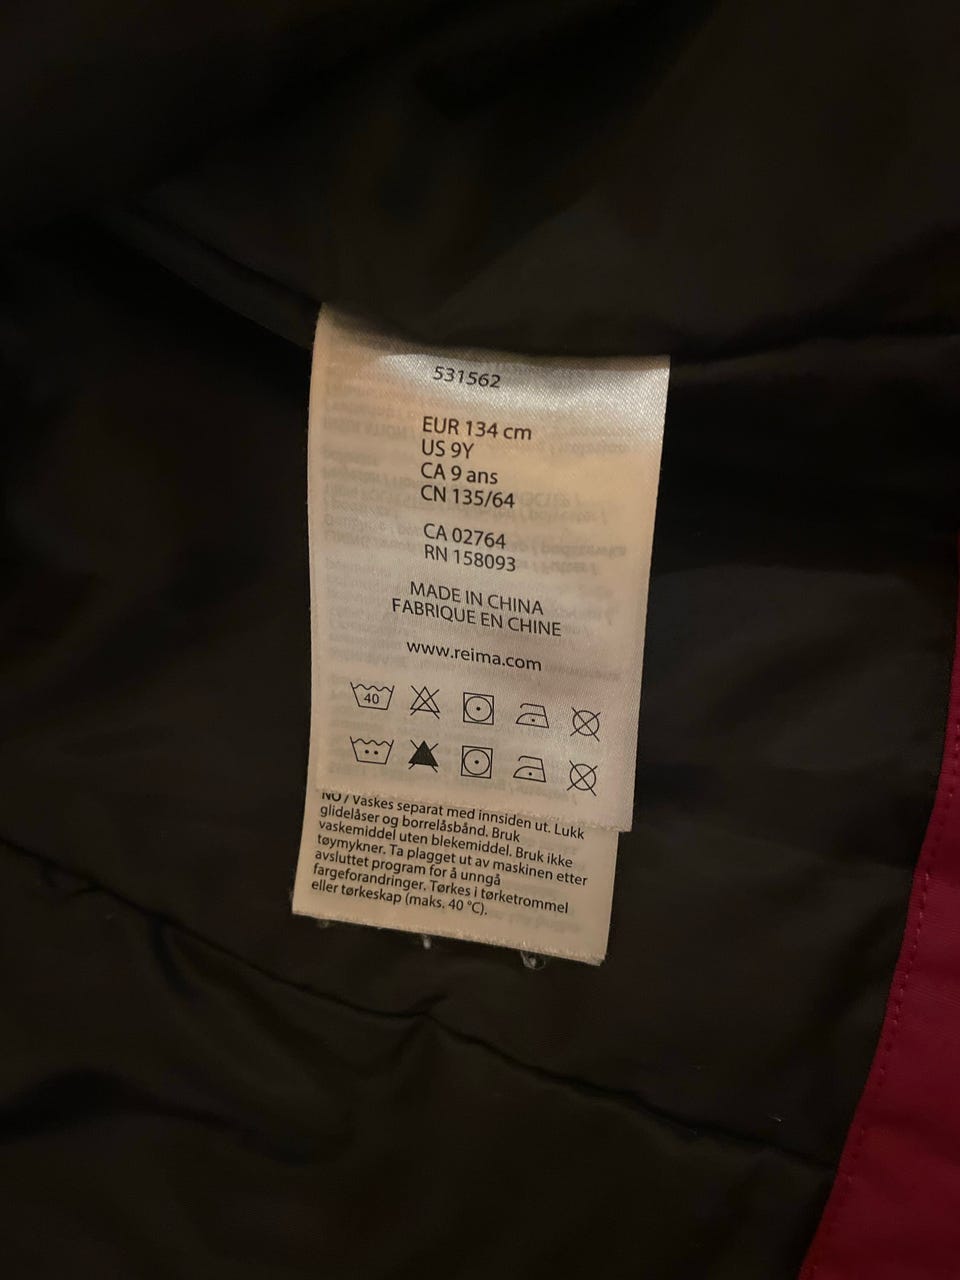 531562
EUR 134 cm
US 9Y
CA 9 ans
CN 135/64
CA 02764
RN 158093
MADE IN CHINA
FABRIQUE EN CHINE
www.reima.com
40
NO / Vaskes separat med innsiden ut. Lukk
glidelåser og borrelåsbånd. Bruk
vaskemiddel uten blekemiddel. Bruk ikke
tøymykner. Ta plagget ut av maskinen etter
avsluttet program for å unngå
fargeforandringer. Tørkes i tørketrommel
eller tørkeskap (maks. 40 °C).